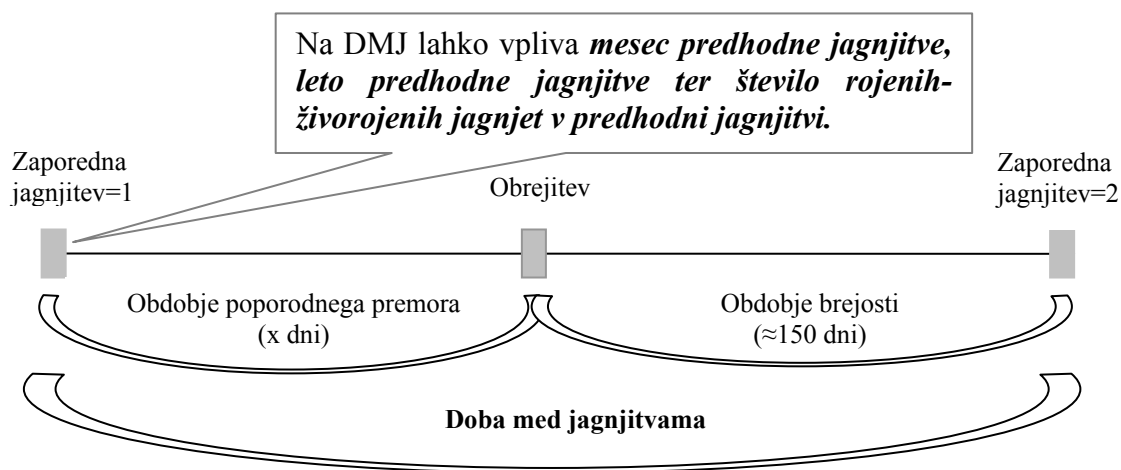 Na DMJ lahko vpliva mesec predhodne jagnjitve,
leto predhodne jagnjitve ter število rojenih-
živorojenih jagnjet v predhodni jagnjitvi.
Zaporedna
jagnjitev=1
Obrejitev
Zaporedna
jagnjitev=2
Obdobje poporodnega premora
(x dni)
Obdobje brejosti
(≈150 dni)
Doba med jagnjitvama